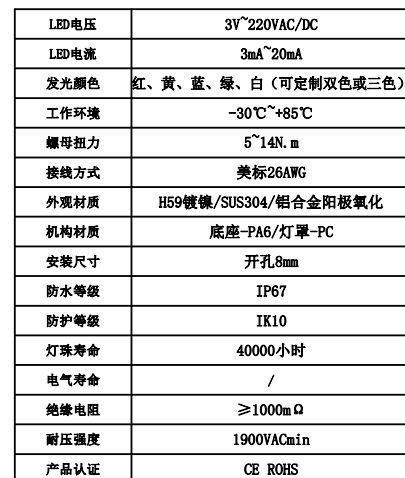 LED电压 3V~220VAC/DC
LED电流 3mA~20mA
发光颜色 红、黄、蓝、绿、白（可定制双色或三色）
工作环境 -30℃~+85℃
螺母扭力 5~14N.m
接线方式 美标26AWG
外观材质 H59镀镍/SUS304/铝合金阳极氧化
机构材质 底座-PA6/灯罩-PC
安装尺寸 开孔8mm
防水等级 IP67
防护等级 IK10
灯珠寿命 40000小时
电气寿命 /
绝缘电阻 ≥1000mΩ
耐压强度 1900VACmin
产品认证 CE ROHS